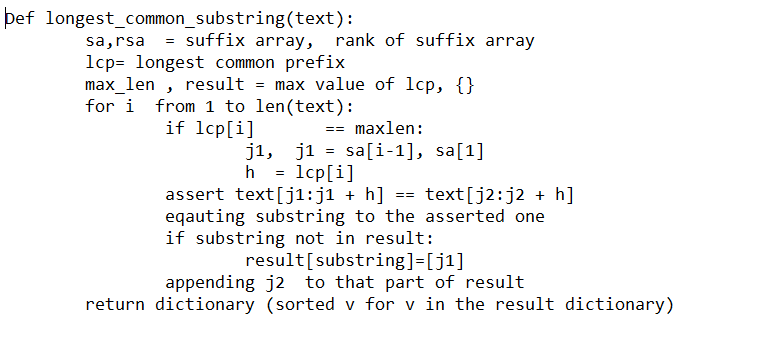 Def longest_common_substring(text):
sa,rsa = suffix array, rank of suffix array
lcp= longest common prefix
max_len , result = max value of lcp, {}
for i from 1 to len(text):
if lcp[i] == maxlen:
j1, j1 = sa[i-1], sa[1]
h = lcp[i]
assert text[j1:j1 + h] == text[j2:j2 + h]
eqauting substring to the asserted one
if substring not in result:
result[substring]=[j1]
appending j2 to that part of result
return dictionary (sorted v for v in the result dictionary)